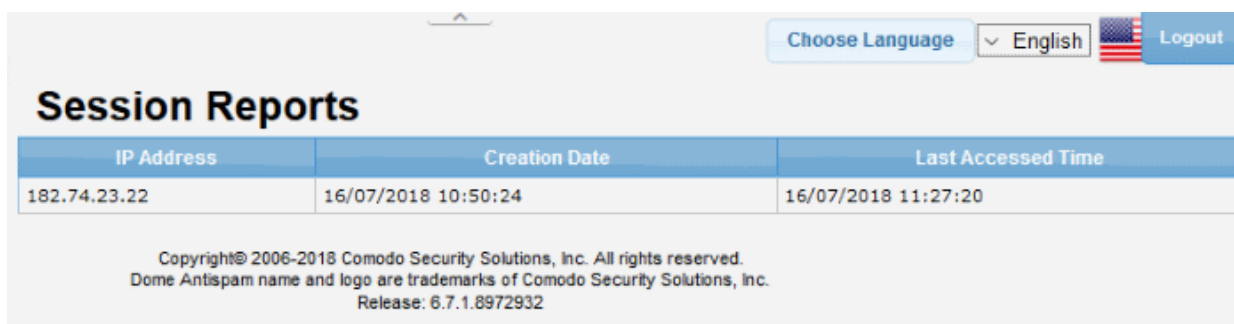 Choose Language English Logout
Session Reports
IP Address Creation Date Last Accessed Time
182.74.23.22 16/07/2018 10:50:24 16/07/2018 11:27:20
Copyright© 2006-2018 Comodo Security Solutions, Inc. All rights reserved.
Dome Antispam name and logo are trademarks of Comodo Security Solutions, Inc.
Release: 6.7.1.8972932